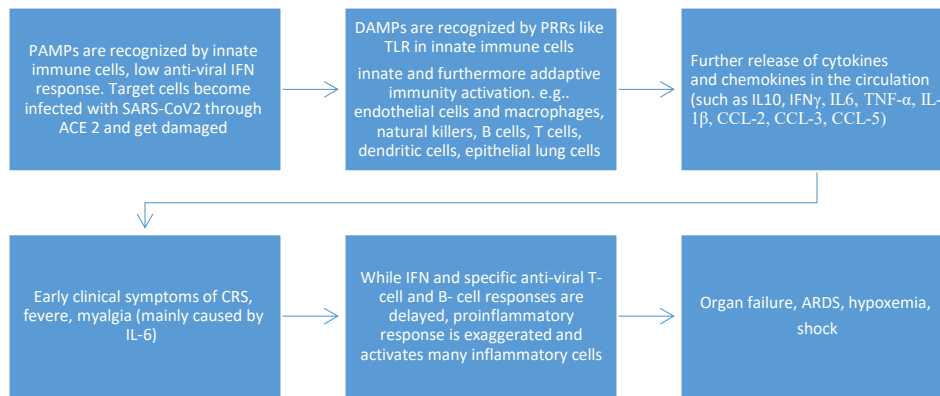 PAMPs are recognized by innate
immune cells, low anti-viral IFN
response. Target cells become
infected with SARS-CoV2 through
ACE 2 and get damaged
DAMPs are recognized by PRRs like
TLR in innate immune cells
innate and furthermore addaptive
immunity activation. e.g..
endothelial cells and macrophages,
natural killers, B cells, T cells,
dendritic cells, epithelial lung cells
Further release of cytokines
and chemokines in the circulation
(such as IL10, IFNγ, IL6, TNF-α, IL-
1β, CCL-2, CCL-3, CCL-5)
Early clinical symptoms of CRS,
fevere, myalgia (mainly caused by
IL-6)
While IFN and specific anti-viral T-
cell and B- cell responses are
delayed, proinflammatory
response is exaggerated and
activates many inflammatory cells
Organ failure, ARDS, hypoxemia,
shock